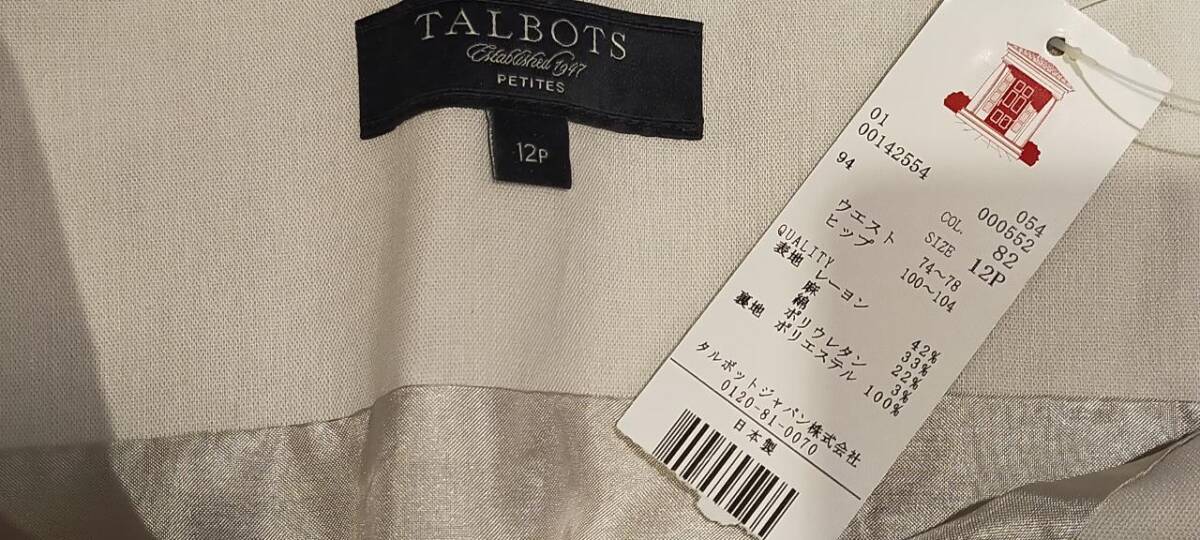 TALBOTS
Established 1947
PETITES
12P
01
00142554
94
054
000552
COL. 82
SIZE 12P
ウエスト 74～78
ヒップ 100～104
QUALITY
表地 レーヨン 42%
麻 33%
綿 22%
ポリウレタン 3%
裏地 ポリエステル 100%
タルボットジャパン株式会社
0120-81-0070
日本製